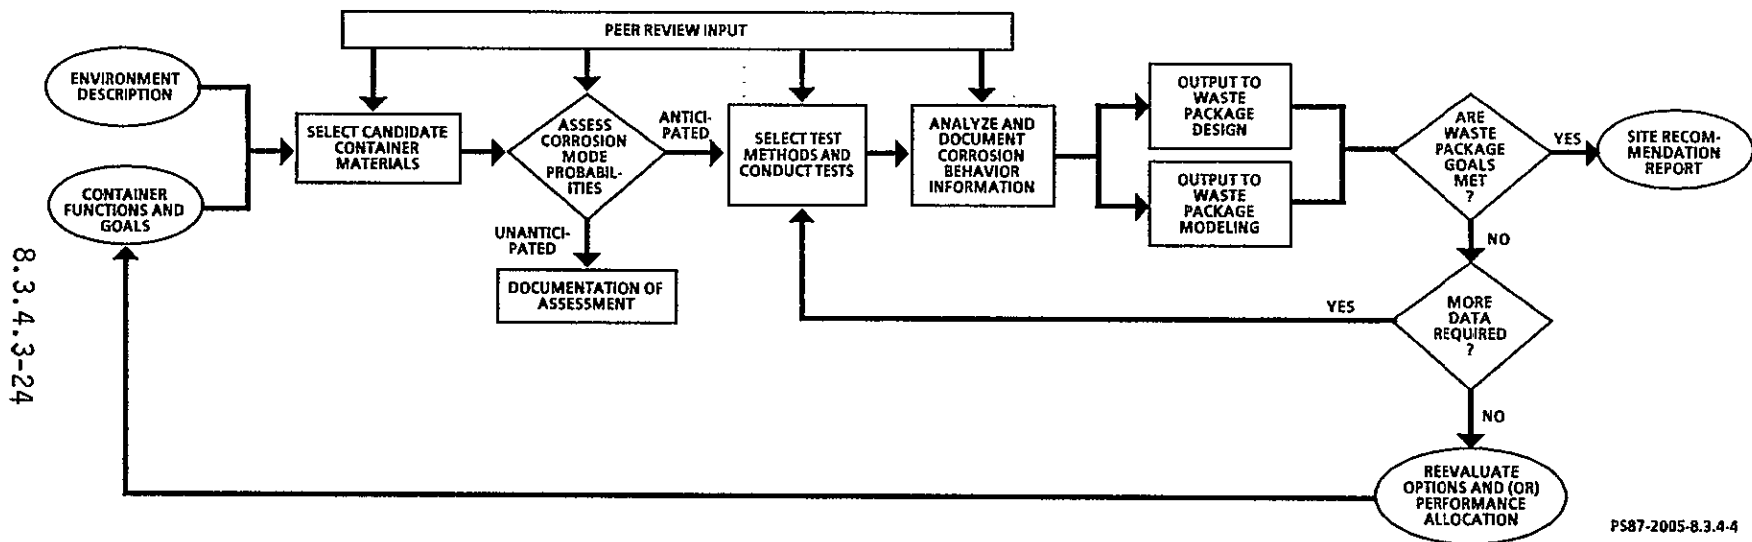 PEER REVIEW INPUT
ENVIRONMENT
DESCRIPTION
CONTAINER
FUNCTIONS AND
GOALS
SELECT CANDIDATE
CONTAINER
MATERIALS
ASSESS
CORROSION
MODE
PROBABIL-
ITIES
ANTICI-
PATED
UNANTICI-
PATED
DOCUMENTATION OF
ASSESSMENT
SELECT TEST
METHODS AND
CONDUCT TESTS
ANALYZE AND
DOCUMENT
CORROSION
BEHAVIOR
INFORMATION
OUTPUT TO
WASTE
PACKAGE
DESIGN
OUTPUT TO
WASTE
PACKAGE
MODELING
ARE
WASTE
PACKAGE
GOALS
MET
?
YES
SITE RECOM-
MENDATION
REPORT
NO
MORE
DATA
REQUIRED
?
YES
NO
REEVALUATE
OPTIONS AND (OR)
PERFORMANCE
ALLOCATION
8.3.4.3-24
PS87-2005-8.3.4-4